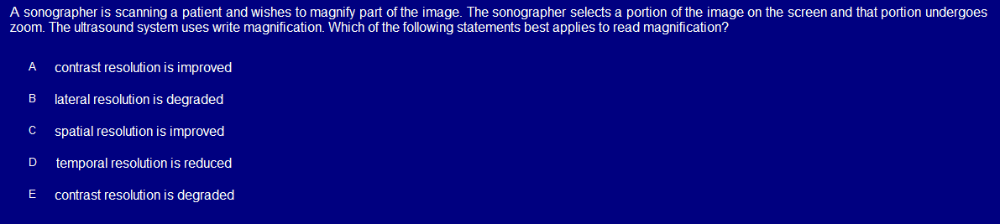 A sonographer is scanning a patient and wishes to magnify part of the image. The sonographer selects a portion of the image on the screen and that portion undergoes
zoom. The ultrasound system uses write magnification. Which of the following statements best applies to read magnification?
A contrast resolution is improved
B lateral resolution is degraded
C spatial resolution is improved
D temporal resolution is reduced
E contrast resolution is degraded